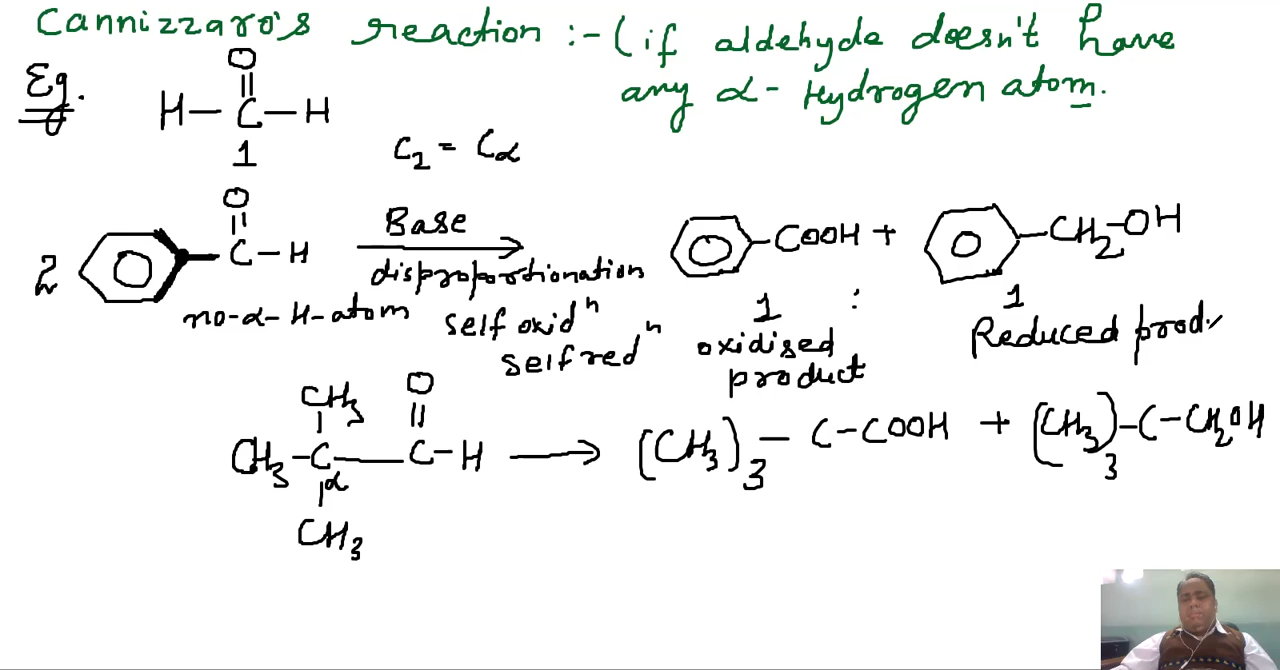 Cannizzaro's reaction :- (if aldehyde doesn't have
any α- Hydrogen atom.
Eg.
O
H-C-H
1
C2 = Cα
O
2 C-H Base COOH + CH2-OH
disproportionation
no-α-H-atom self oxidⁿ 1 : 1
self redⁿ oxidised Reduced prod.
product
CH3 O
CH3-C-C-H → (CH3)3-C-COOH + (CH3)3-C-CH2OH
α
CH3